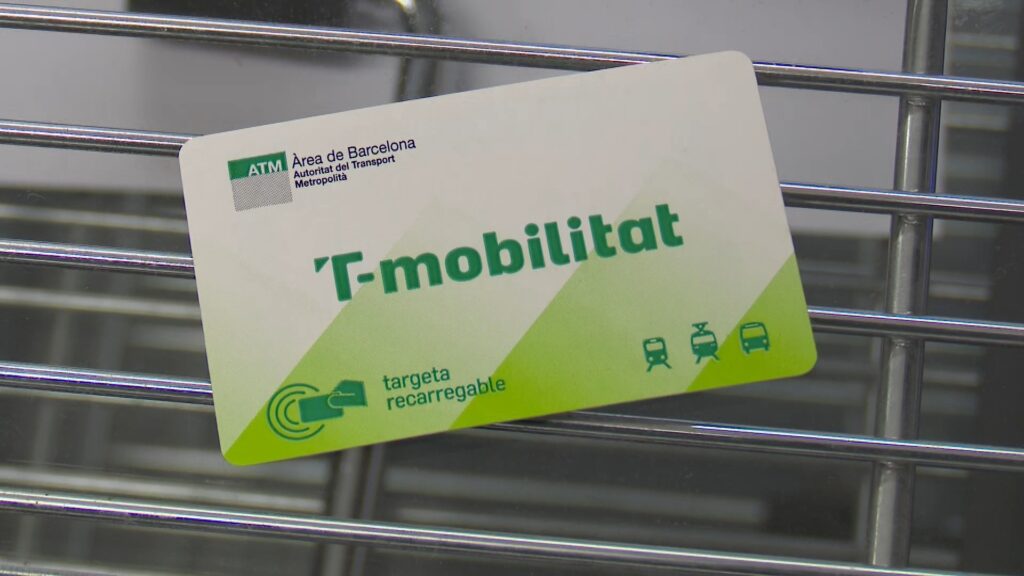 ATM
Àrea de Barcelona
Autoritat del Transport
Metropolità
T-mobilitat
targeta
recarregable